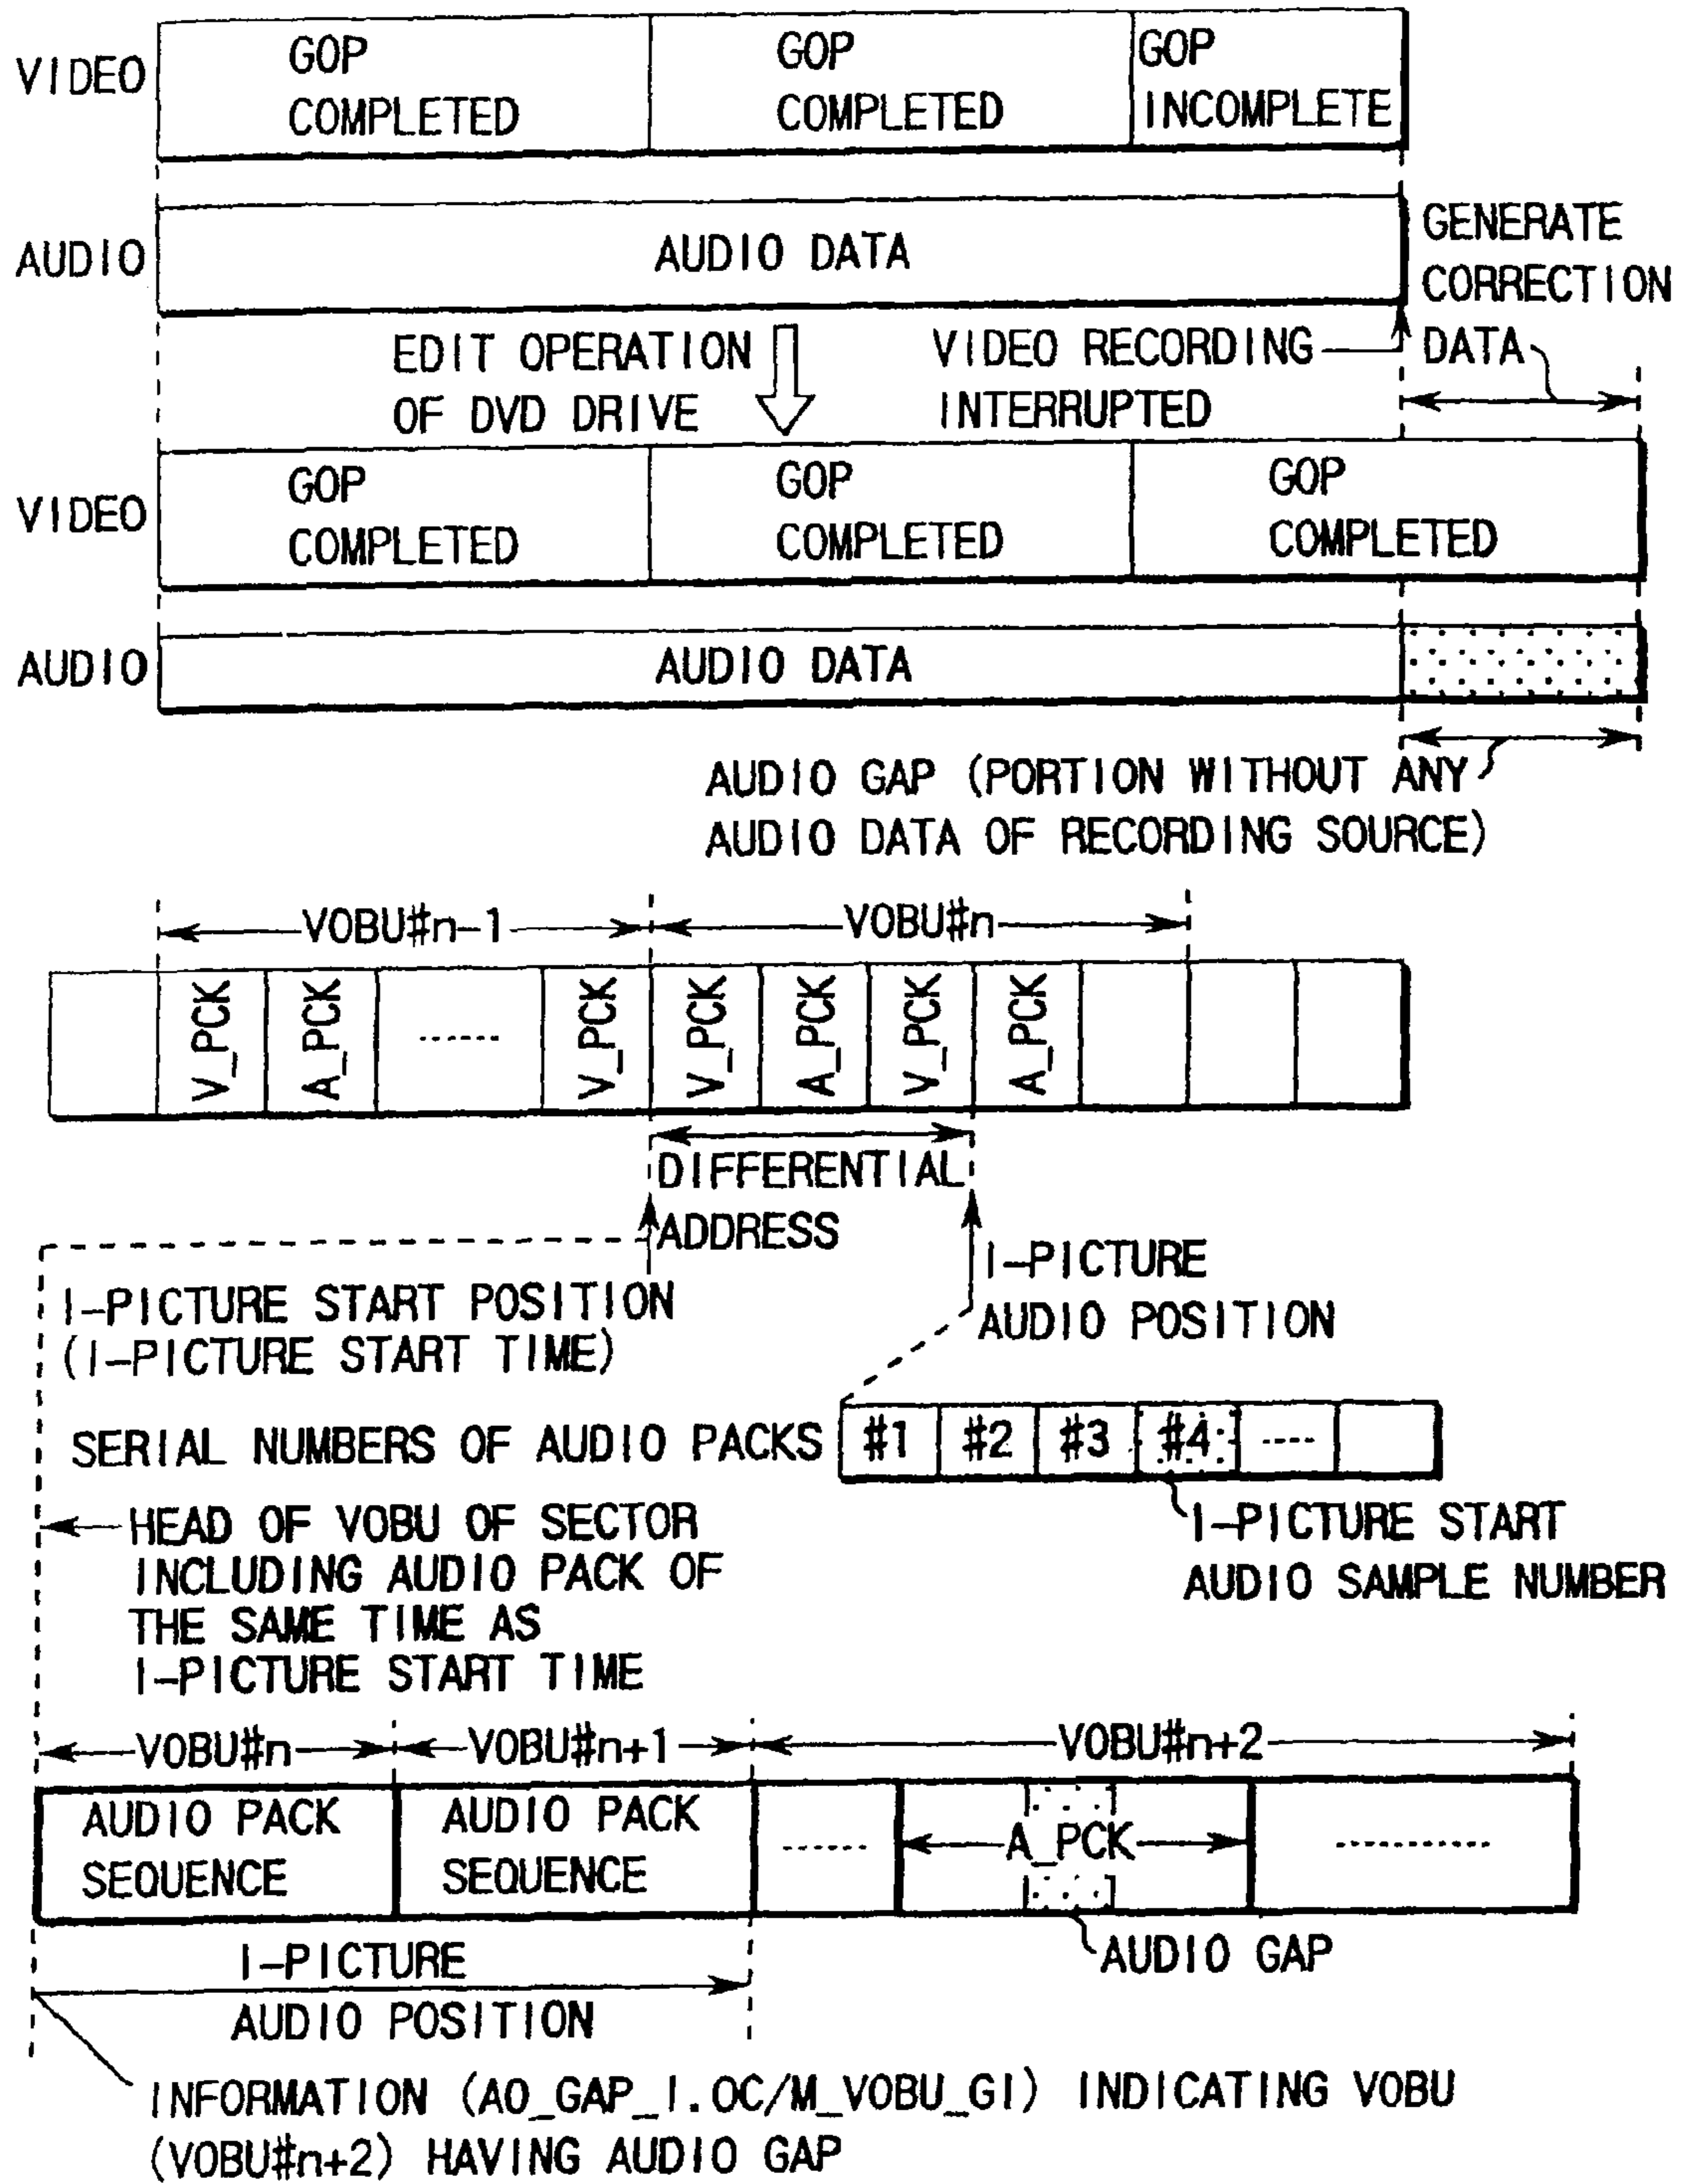 GOP
COMPLETED
GOP
COMPLETED
GOP
INCOMPLETE
VIDEO
AUDIO
AUDIO DATA
GENERATE
CORRECTION
DATA
EDIT OPERATION
OF DVD DRIVE
VIDEO RECORDING
INTERRUPTED
VIDEO
GOP
COMPLETED
GOP
COMPLETED
GOP
COMPLETED
AUDIO
AUDIO DATA
AUDIO GAP (PORTION WITHOUT ANY
AUDIO DATA OF RECORDING SOURCE)
VOBU#n-1
VOBU#n
V_PCK
A_PCK
------
V_PCK
V_PCK
A_PCK
V_PCK
A_PCK
DIFFERENTIAL
ADDRESS
I-PICTURE START POSITION
(I-PICTURE START TIME)
I-PICTURE
AUDIO POSITION
SERIAL NUMBERS OF AUDIO PACKS
#1
#2
#3
#4
----
I-PICTURE START
AUDIO SAMPLE NUMBER
HEAD OF VOBU OF SECTOR
INCLUDING AUDIO PACK OF
THE SAME TIME AS
I-PICTURE START TIME
VOBU#n
VOBU#n+1
VOBU#n+2
AUDIO PACK
SEQUENCE
AUDIO PACK
SEQUENCE
------
A_PCK
----------
AUDIO GAP
I-PICTURE
AUDIO POSITION
INFORMATION (AO_GAP_I.OC/M_VOBU_GI) INDICATING VOBU
(VOBU#n+2) HAVING AUDIO GAP